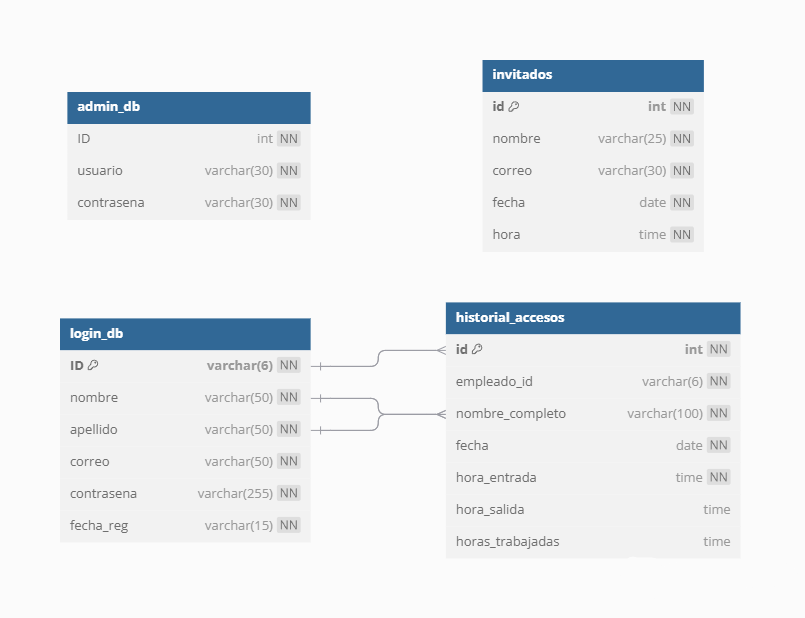 admin_db
ID int NN
usuario varchar(30) NN
contrasena varchar(30) NN
invitados
id int NN
nombre varchar(25) NN
correo varchar(30) NN
fecha date NN
hora time NN
login_db
ID varchar(6) NN
nombre varchar(50) NN
apellido varchar(50) NN
correo varchar(50) NN
contrasena varchar(255) NN
fecha_reg varchar(15) NN
historial_accesos
id int NN
empleado_id varchar(6) NN
nombre_completo varchar(100) NN
fecha date NN
hora_entrada time NN
hora_salida time
horas_trabajadas time